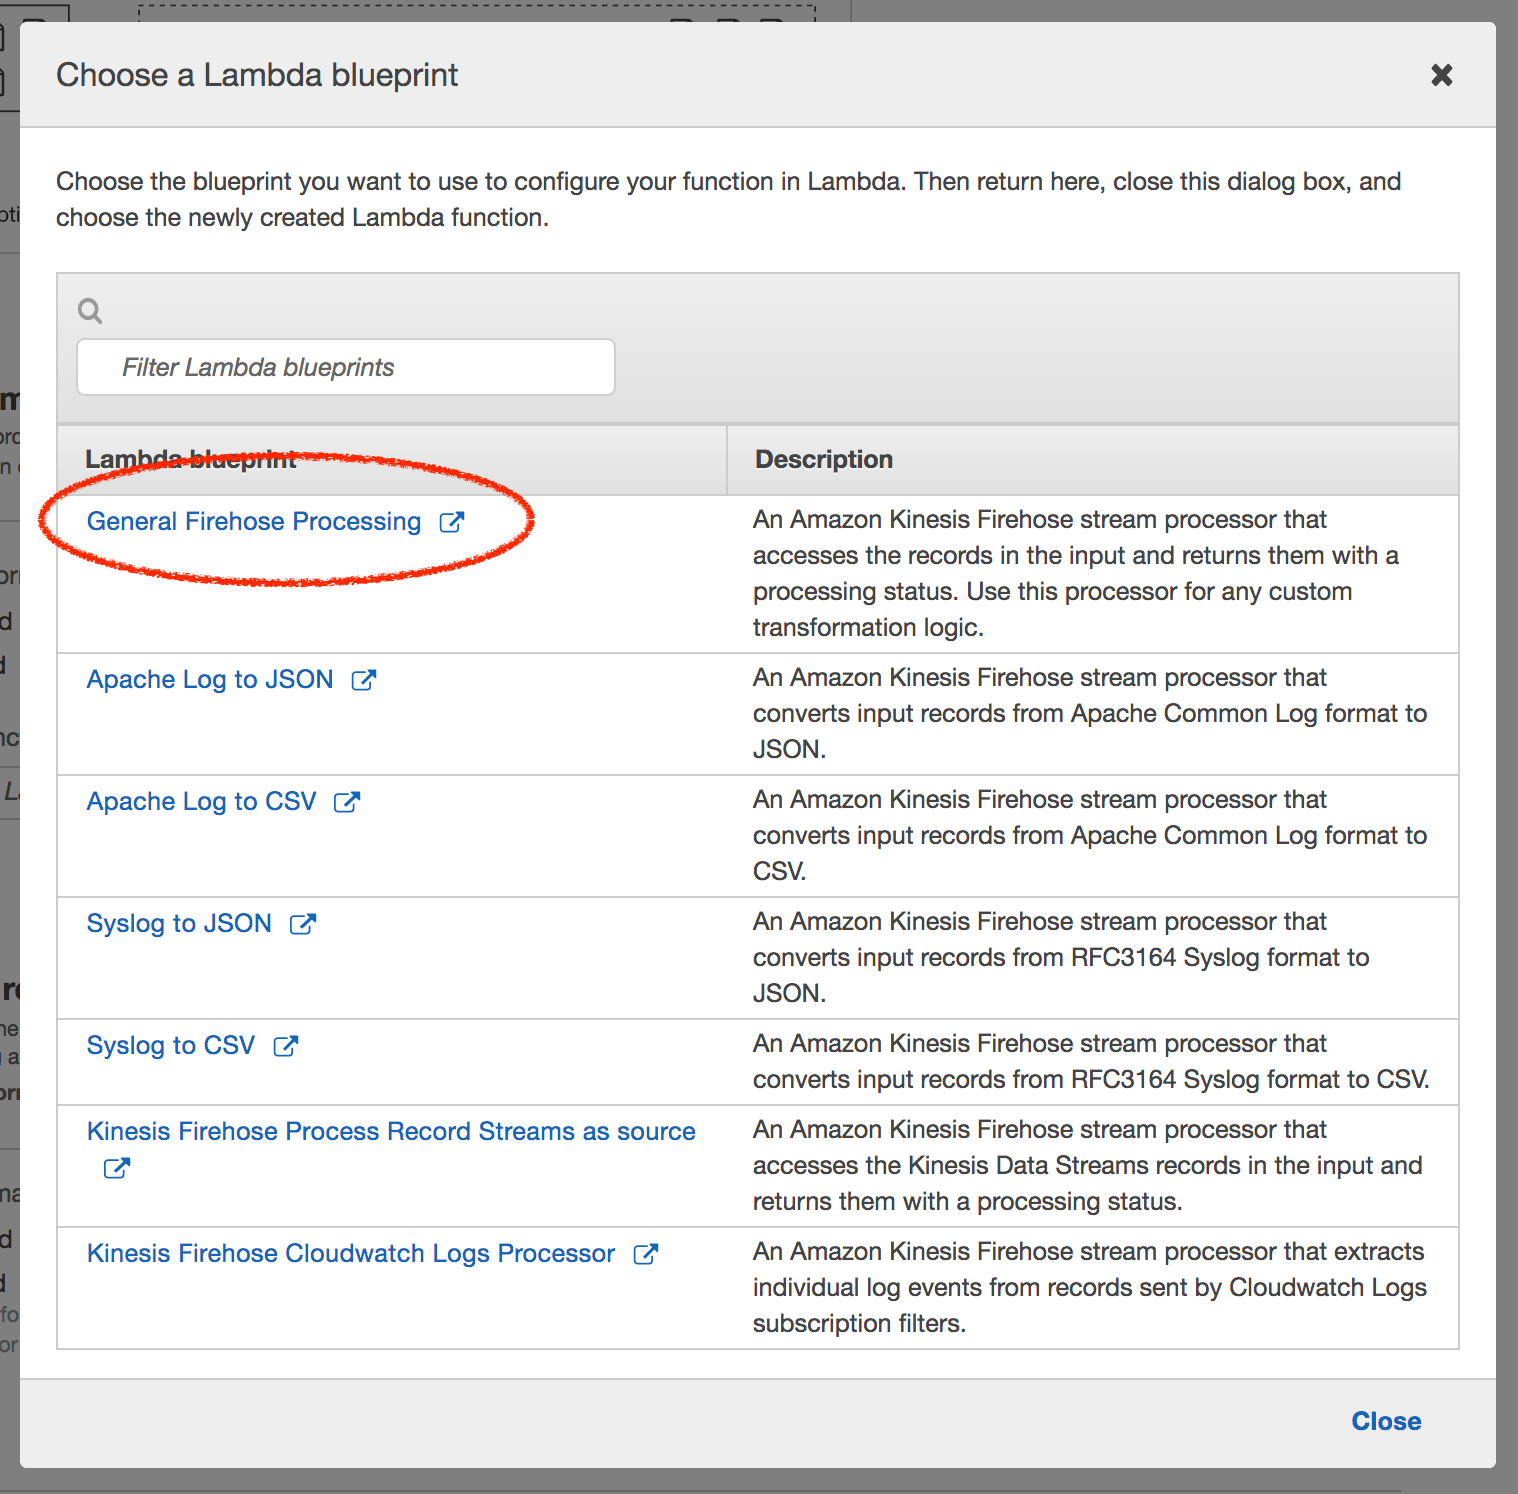 Choose a Lambda blueprint
Choose the blueprint you want to use to configure your function in Lambda. Then return here, close this dialog box, and
choose the newly created Lambda function.
Filter Lambda blueprints
Lambda blueprint
Description
General Firehose Processing
An Amazon Kinesis Firehose stream processor that
accesses the records in the input and returns them with a
processing status. Use this processor for any custom
transformation logic.
Apache Log to JSON
An Amazon Kinesis Firehose stream processor that
converts input records from Apache Common Log format to
JSON.
Apache Log to CSV
An Amazon Kinesis Firehose stream processor that
converts input records from Apache Common Log format to
CSV.
Syslog to JSON
An Amazon Kinesis Firehose stream processor that
converts input records from RFC3164 Syslog format to
JSON.
Syslog to CSV
An Amazon Kinesis Firehose stream processor that
converts input records from RFC3164 Syslog format to CSV.
Kinesis Firehose Process Record Streams as source
An Amazon Kinesis Firehose stream processor that
accesses the Kinesis Data Streams records in the input and
returns them with a processing status.
Kinesis Firehose Cloudwatch Logs Processor
An Amazon Kinesis Firehose stream processor that extracts
individual log events from records sent by Cloudwatch Logs
subscription filters.
Close